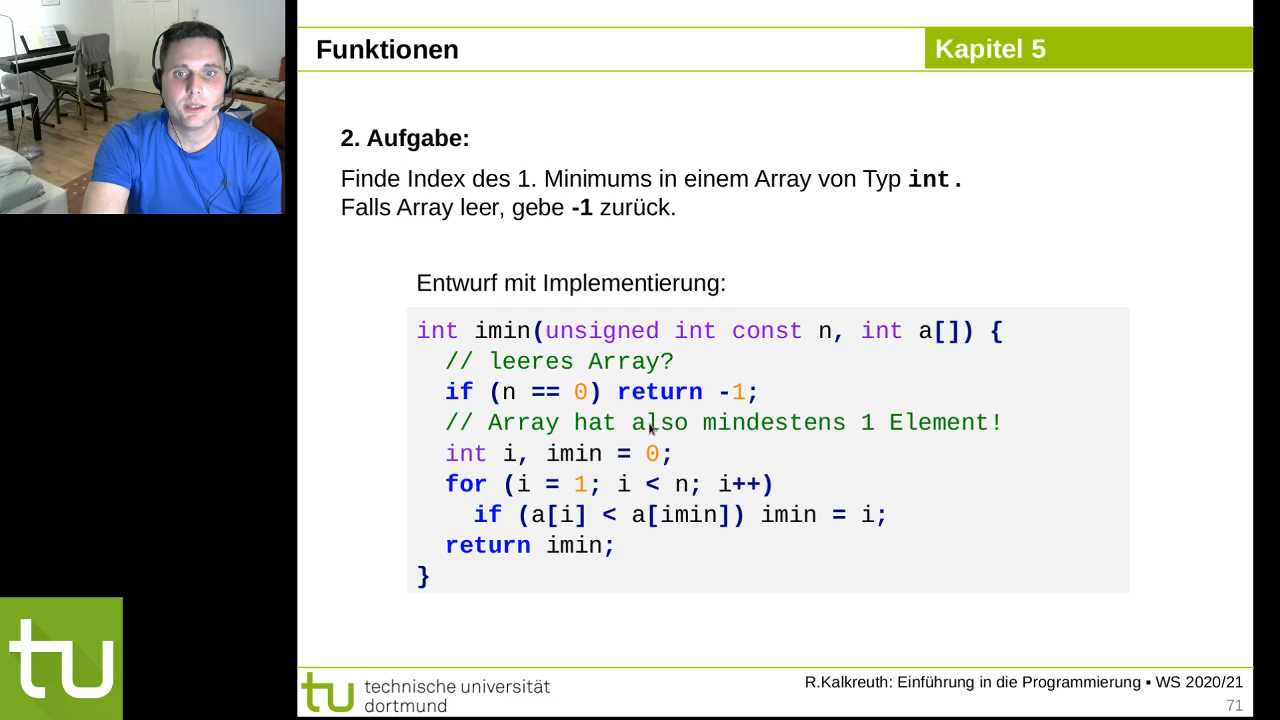 Funktionen
Kapitel 5
2. Aufgabe:
Finde Index des 1. Minimums in einem Array von Typ int.
Falls Array leer, gebe -1 zurück.
Entwurf mit Implementierung:
int imin(unsigned int const n, int a[]) {
// leeres Array?
if (n == 0) return -1;
// Array hat also mindestens 1 Element!
int i, imin = 0;
for (i = 1; i < n; i++)
if (a[i] < a[imin]) imin = i;
return imin;
}
tu
tu technische universität
dortmund
R.Kalkreuth: Einführung in die Programmierung ▪ WS 2020/21
71